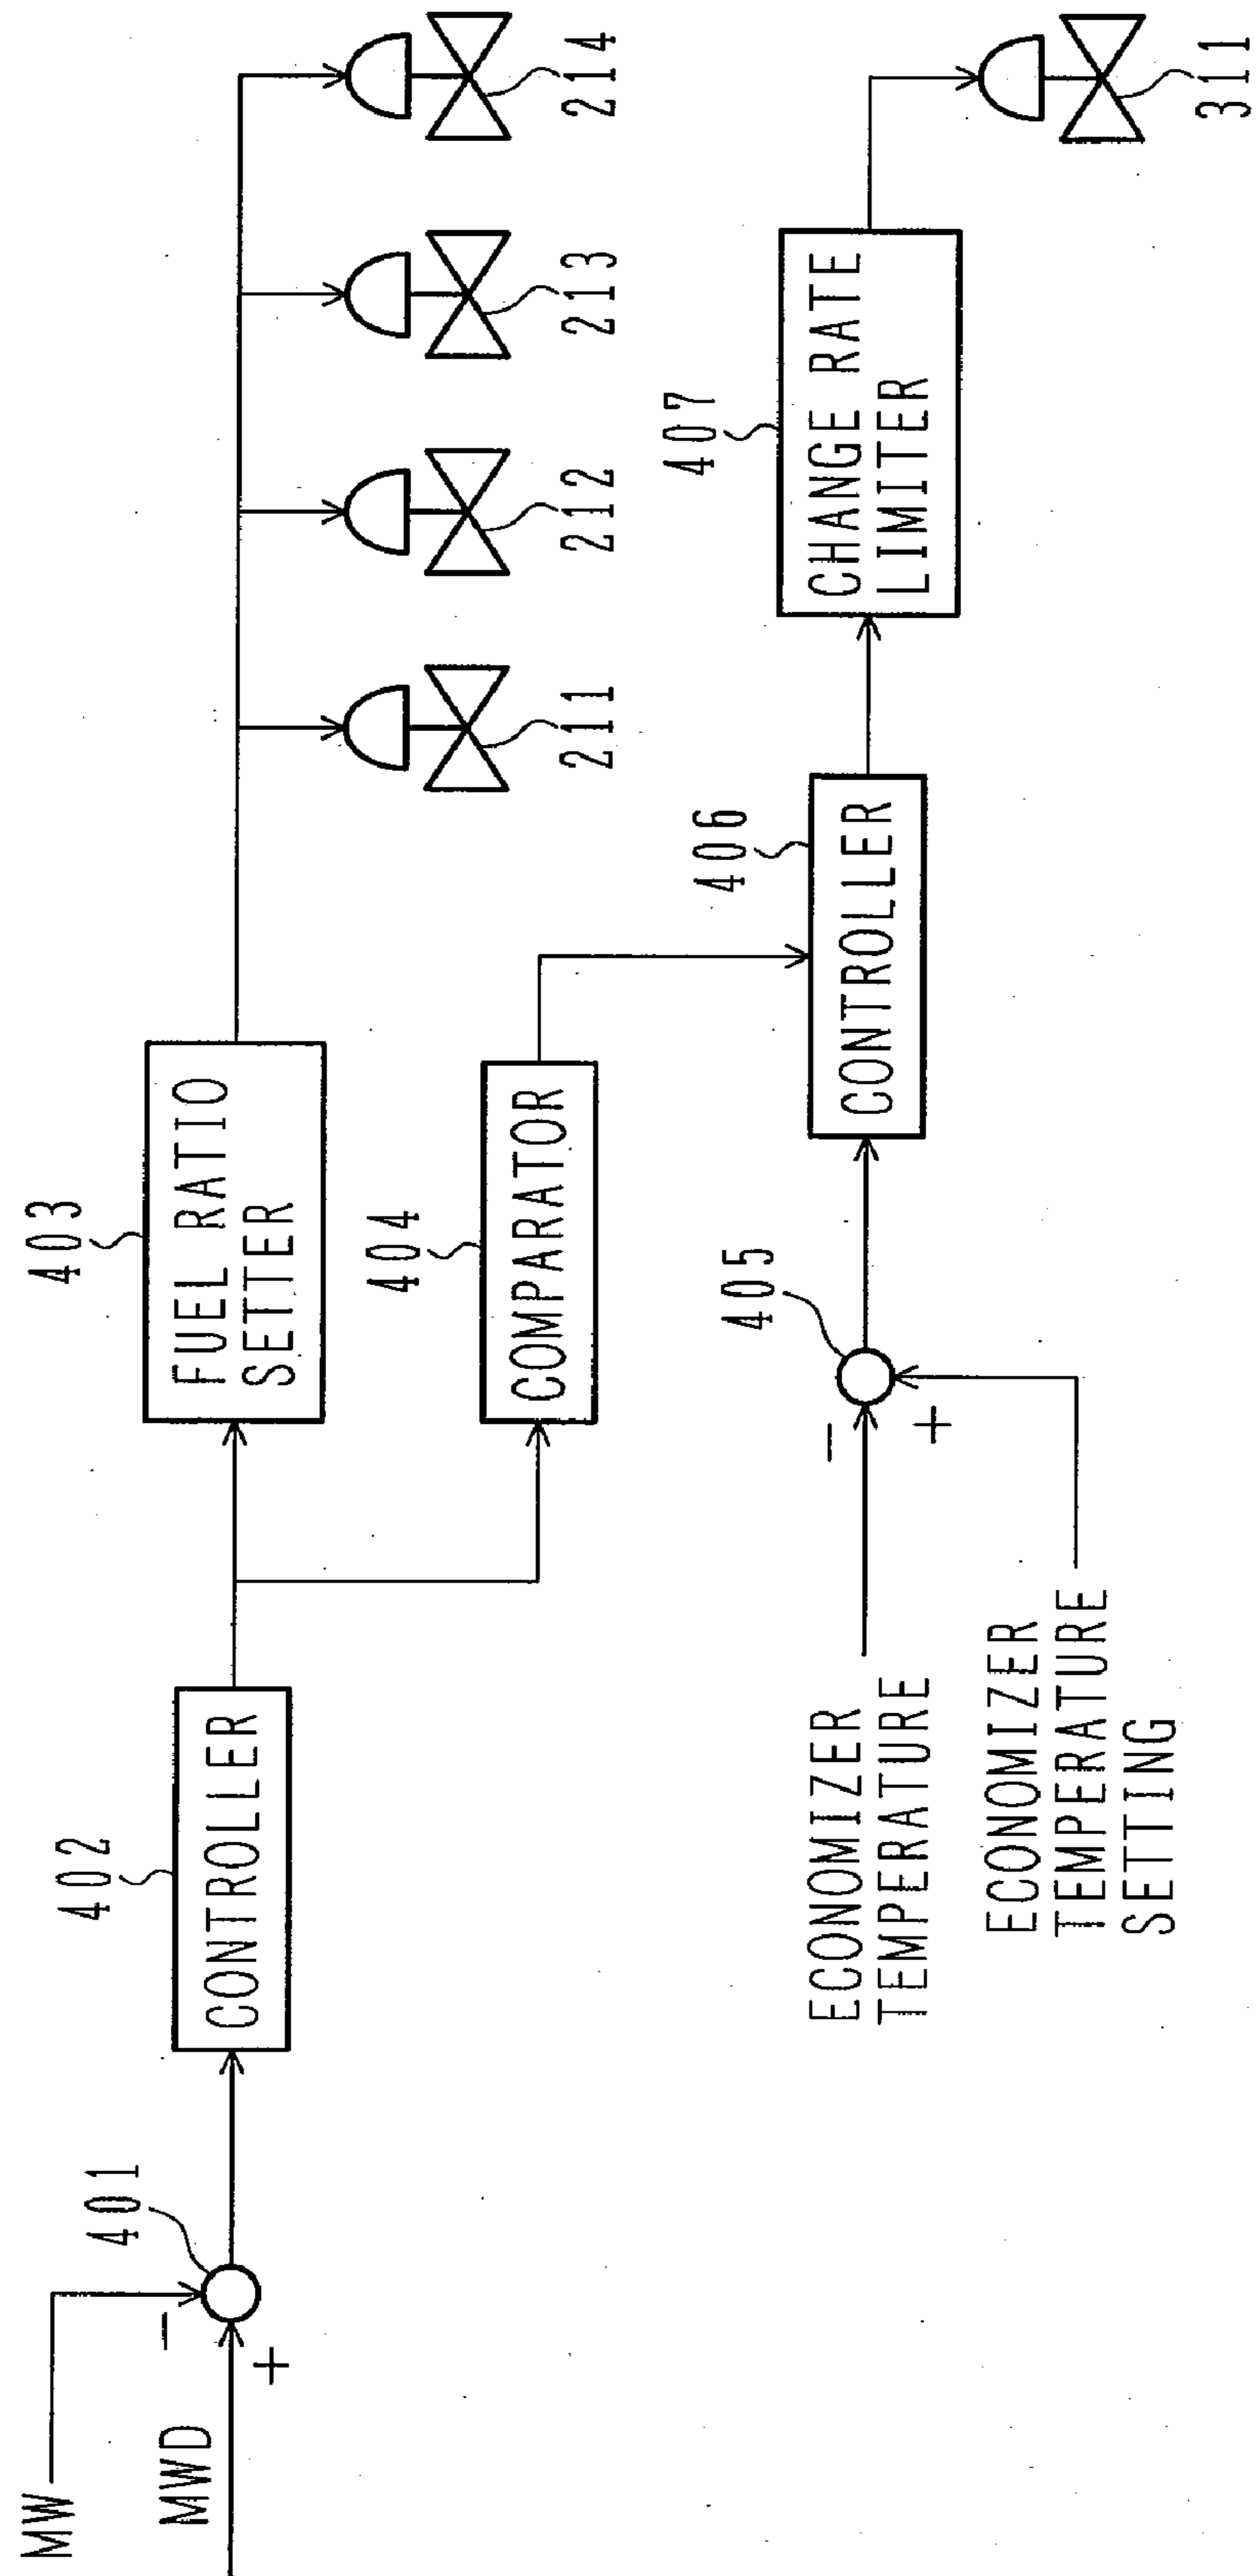 MW
MWD
-
+
401
402
CONTROLLER
403
FUEL RATIO
SETTER
404
COMPARATOR
211
212
213
214
ECONOMIZER
TEMPERATURE
ECONOMIZER
TEMPERATURE
SETTING
-
+
405
406
CONTROLLER
407
CHANGE RATE
LIMITER
311